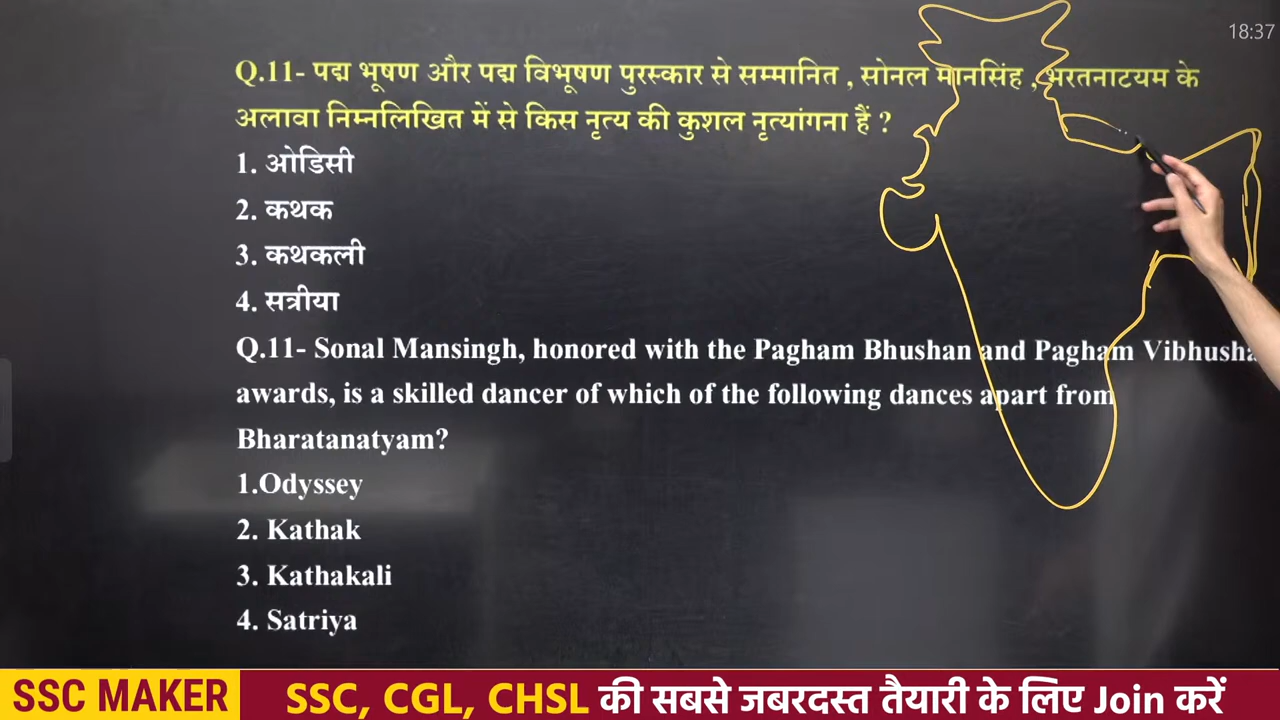 18:37
Q.11- पद्म भूषण और पद्म विभूषण पुरस्कार से सम्मानित , सोनल मानसिंह , भरतनाटयम के
अलावा निम्नलिखित में से किस नृत्य की कुशल नृत्यांगना हैं ?
1. ओडिसी
2. कथक
3. कथकली
4. सत्रीया
Q.11- Sonal Mansingh, honored with the Pagham Bhushan and Pagham Vibhusha
awards, is a skilled dancer of which of the following dances apart from
Bharatanatyam?
1.Odyssey
2. Kathak
3. Kathakali
4. Satriya
SSC MAKER
SSC, CGL, CHSL की सबसे जबरदस्त तैयारी के लिए Join करें